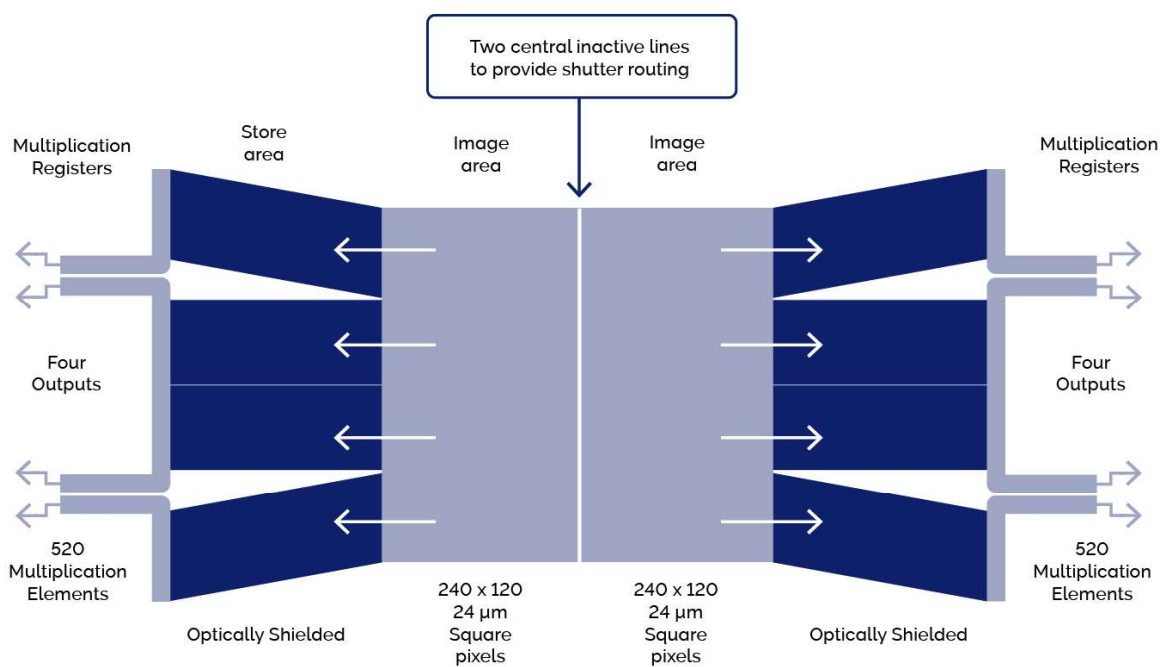 Two central inactive lines
to provide shutter routing
Multiplication
Registers
Store
area
Image
area
Image
area
Multiplication
Registers
Four
Outputs
Four
Outputs
520
Multiplication
Elements
Optically Shielded
240 x 120
24 µm
Square
pixels
240 x 120
24 µm
Square
pixels
Optically Shielded
520
Multiplication
Elements